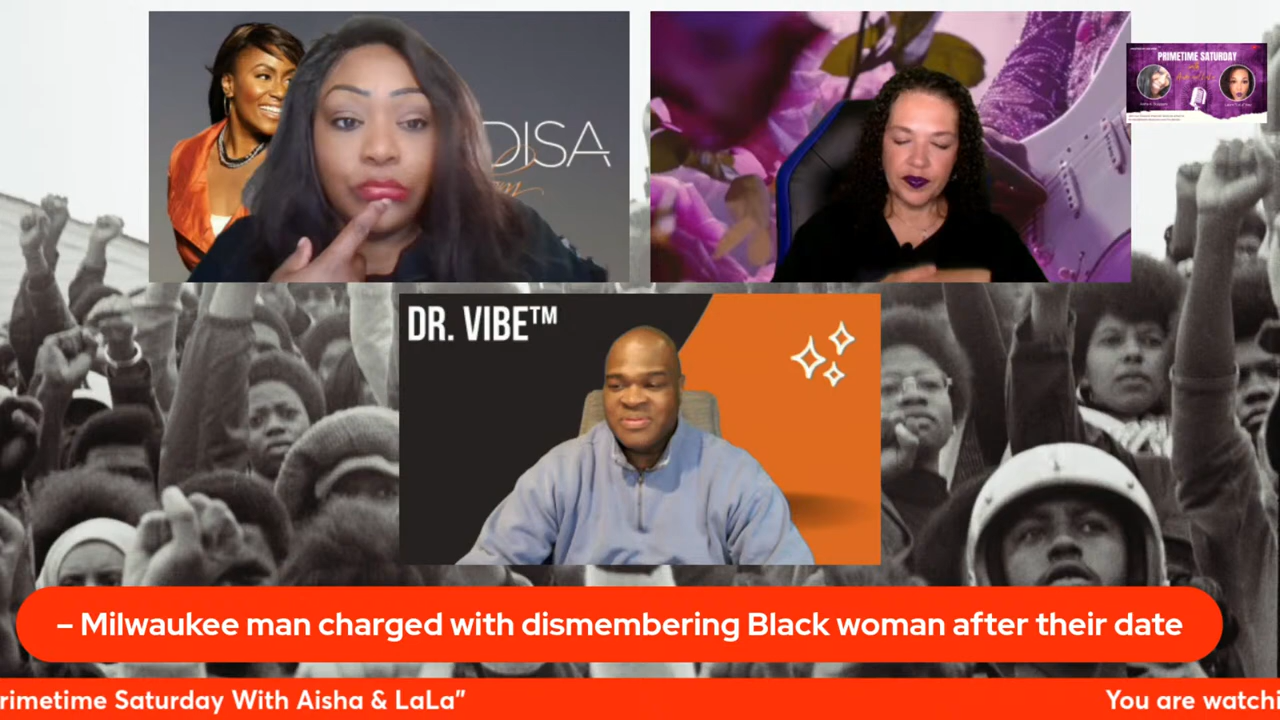 DISA
PRIMETIME SATURDAY
DR. VIBE™
– Milwaukee man charged with dismembering Black woman after their date
rimetime Saturday With Aisha & LaLa” You are watchi